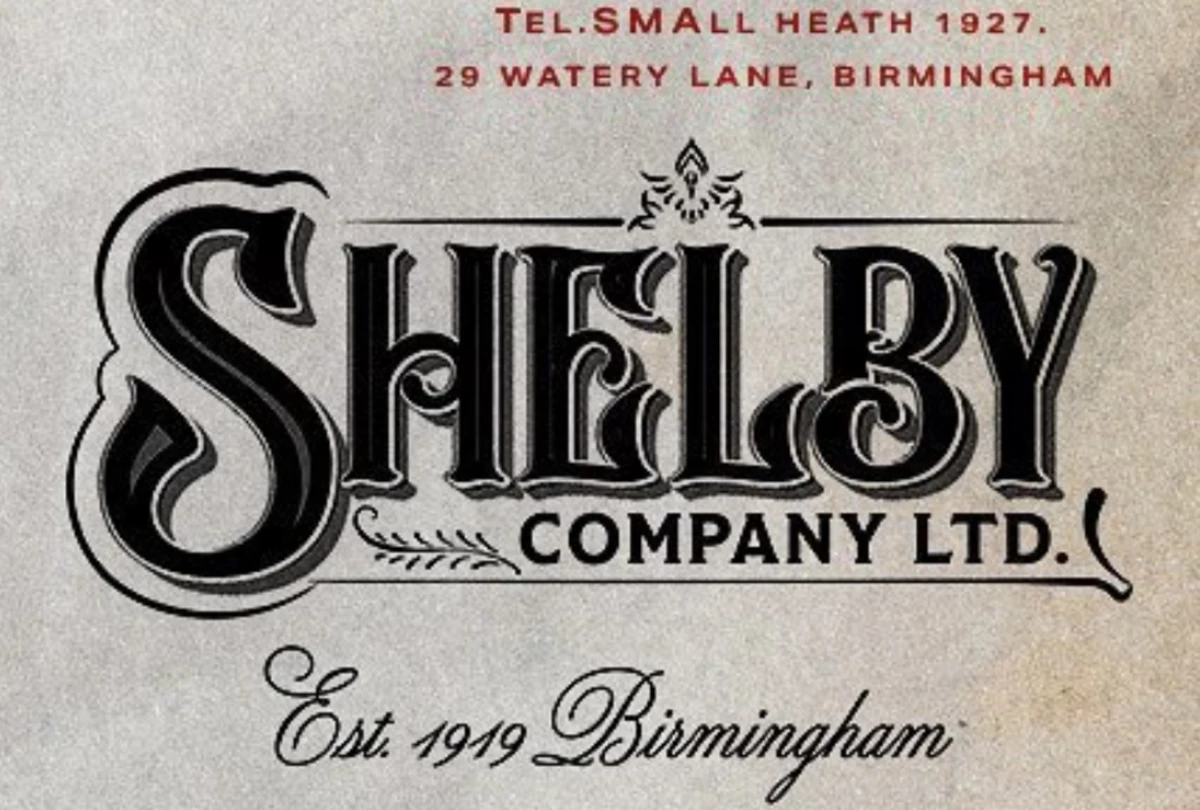 TEL.SMALL HEATH 1927.
29 WATERY LANE, BIRMINGHAM
SHELBY
COMPANY LTD.
Est. 1919 Birmingham